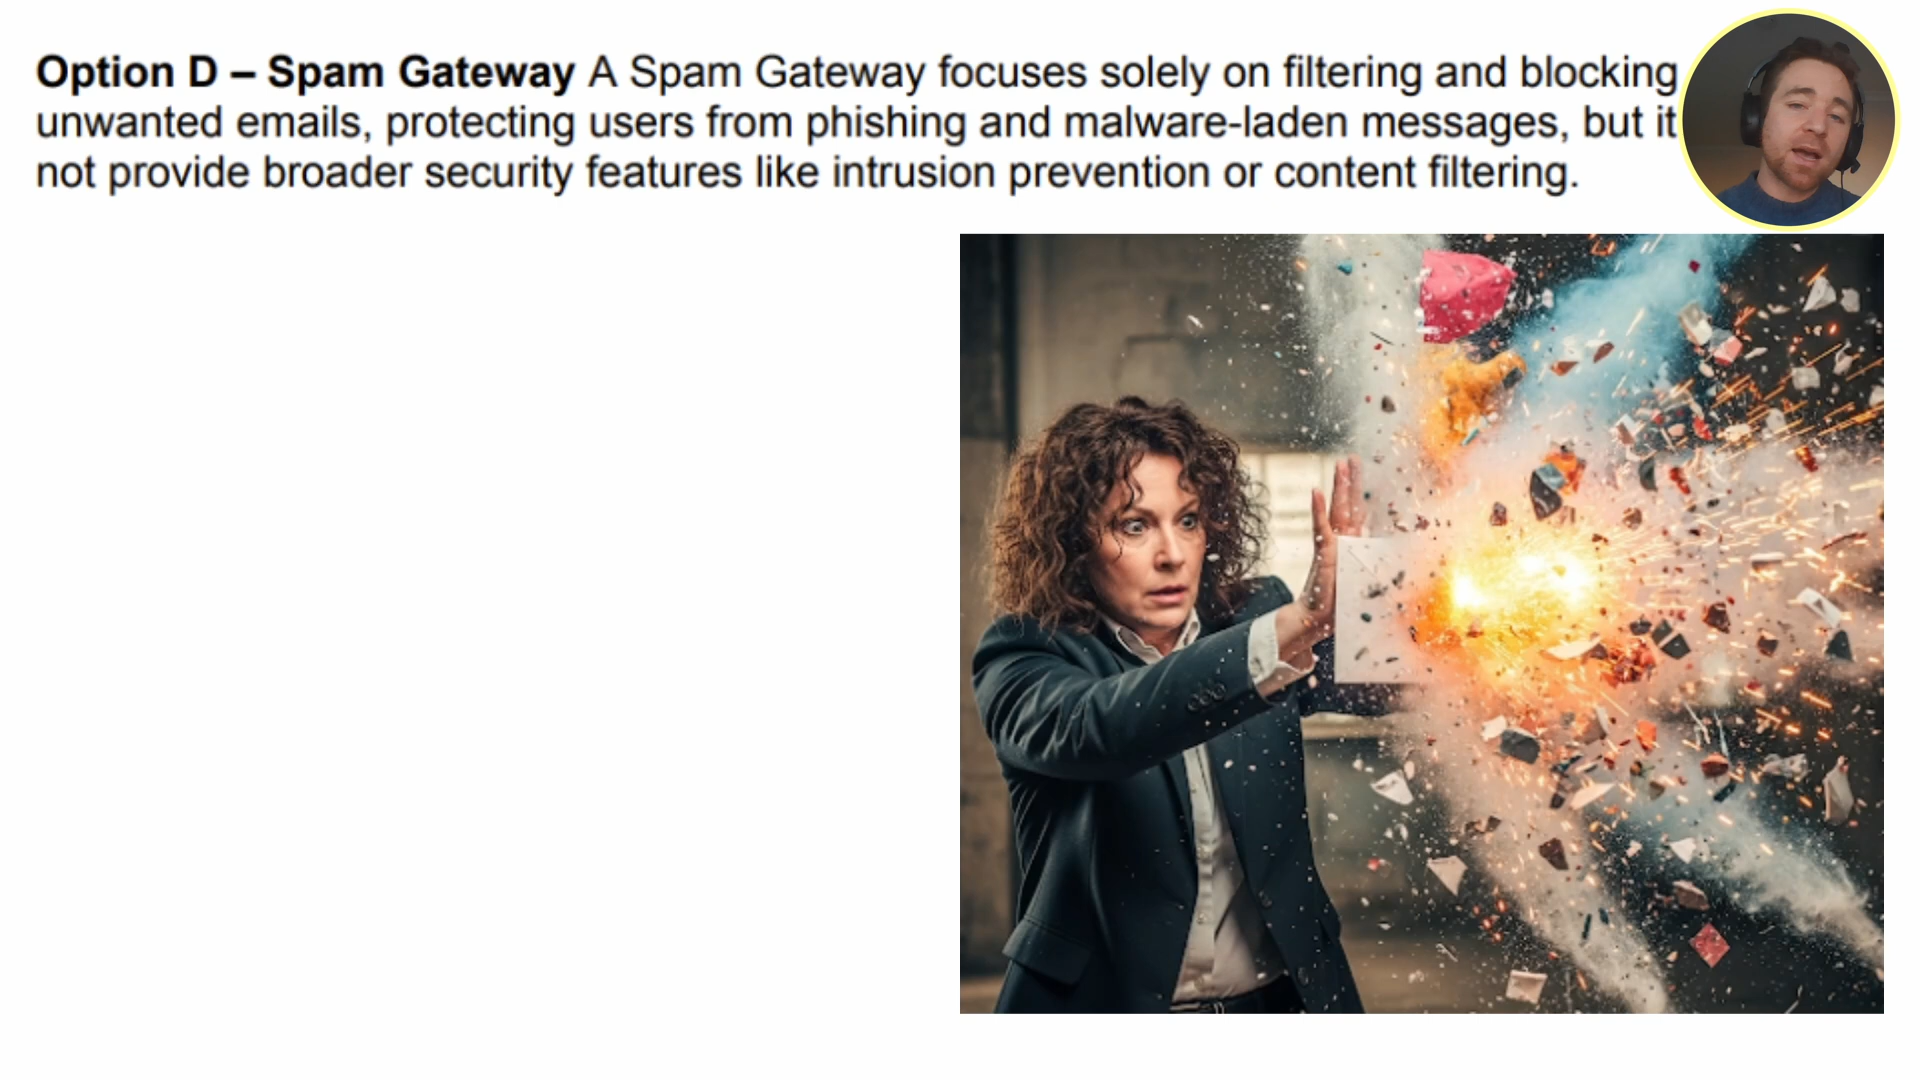 Option D – Spam Gateway A Spam Gateway focuses solely on filtering and blocking
unwanted emails, protecting users from phishing and malware-laden messages, but it
not provide broader security features like intrusion prevention or content filtering.